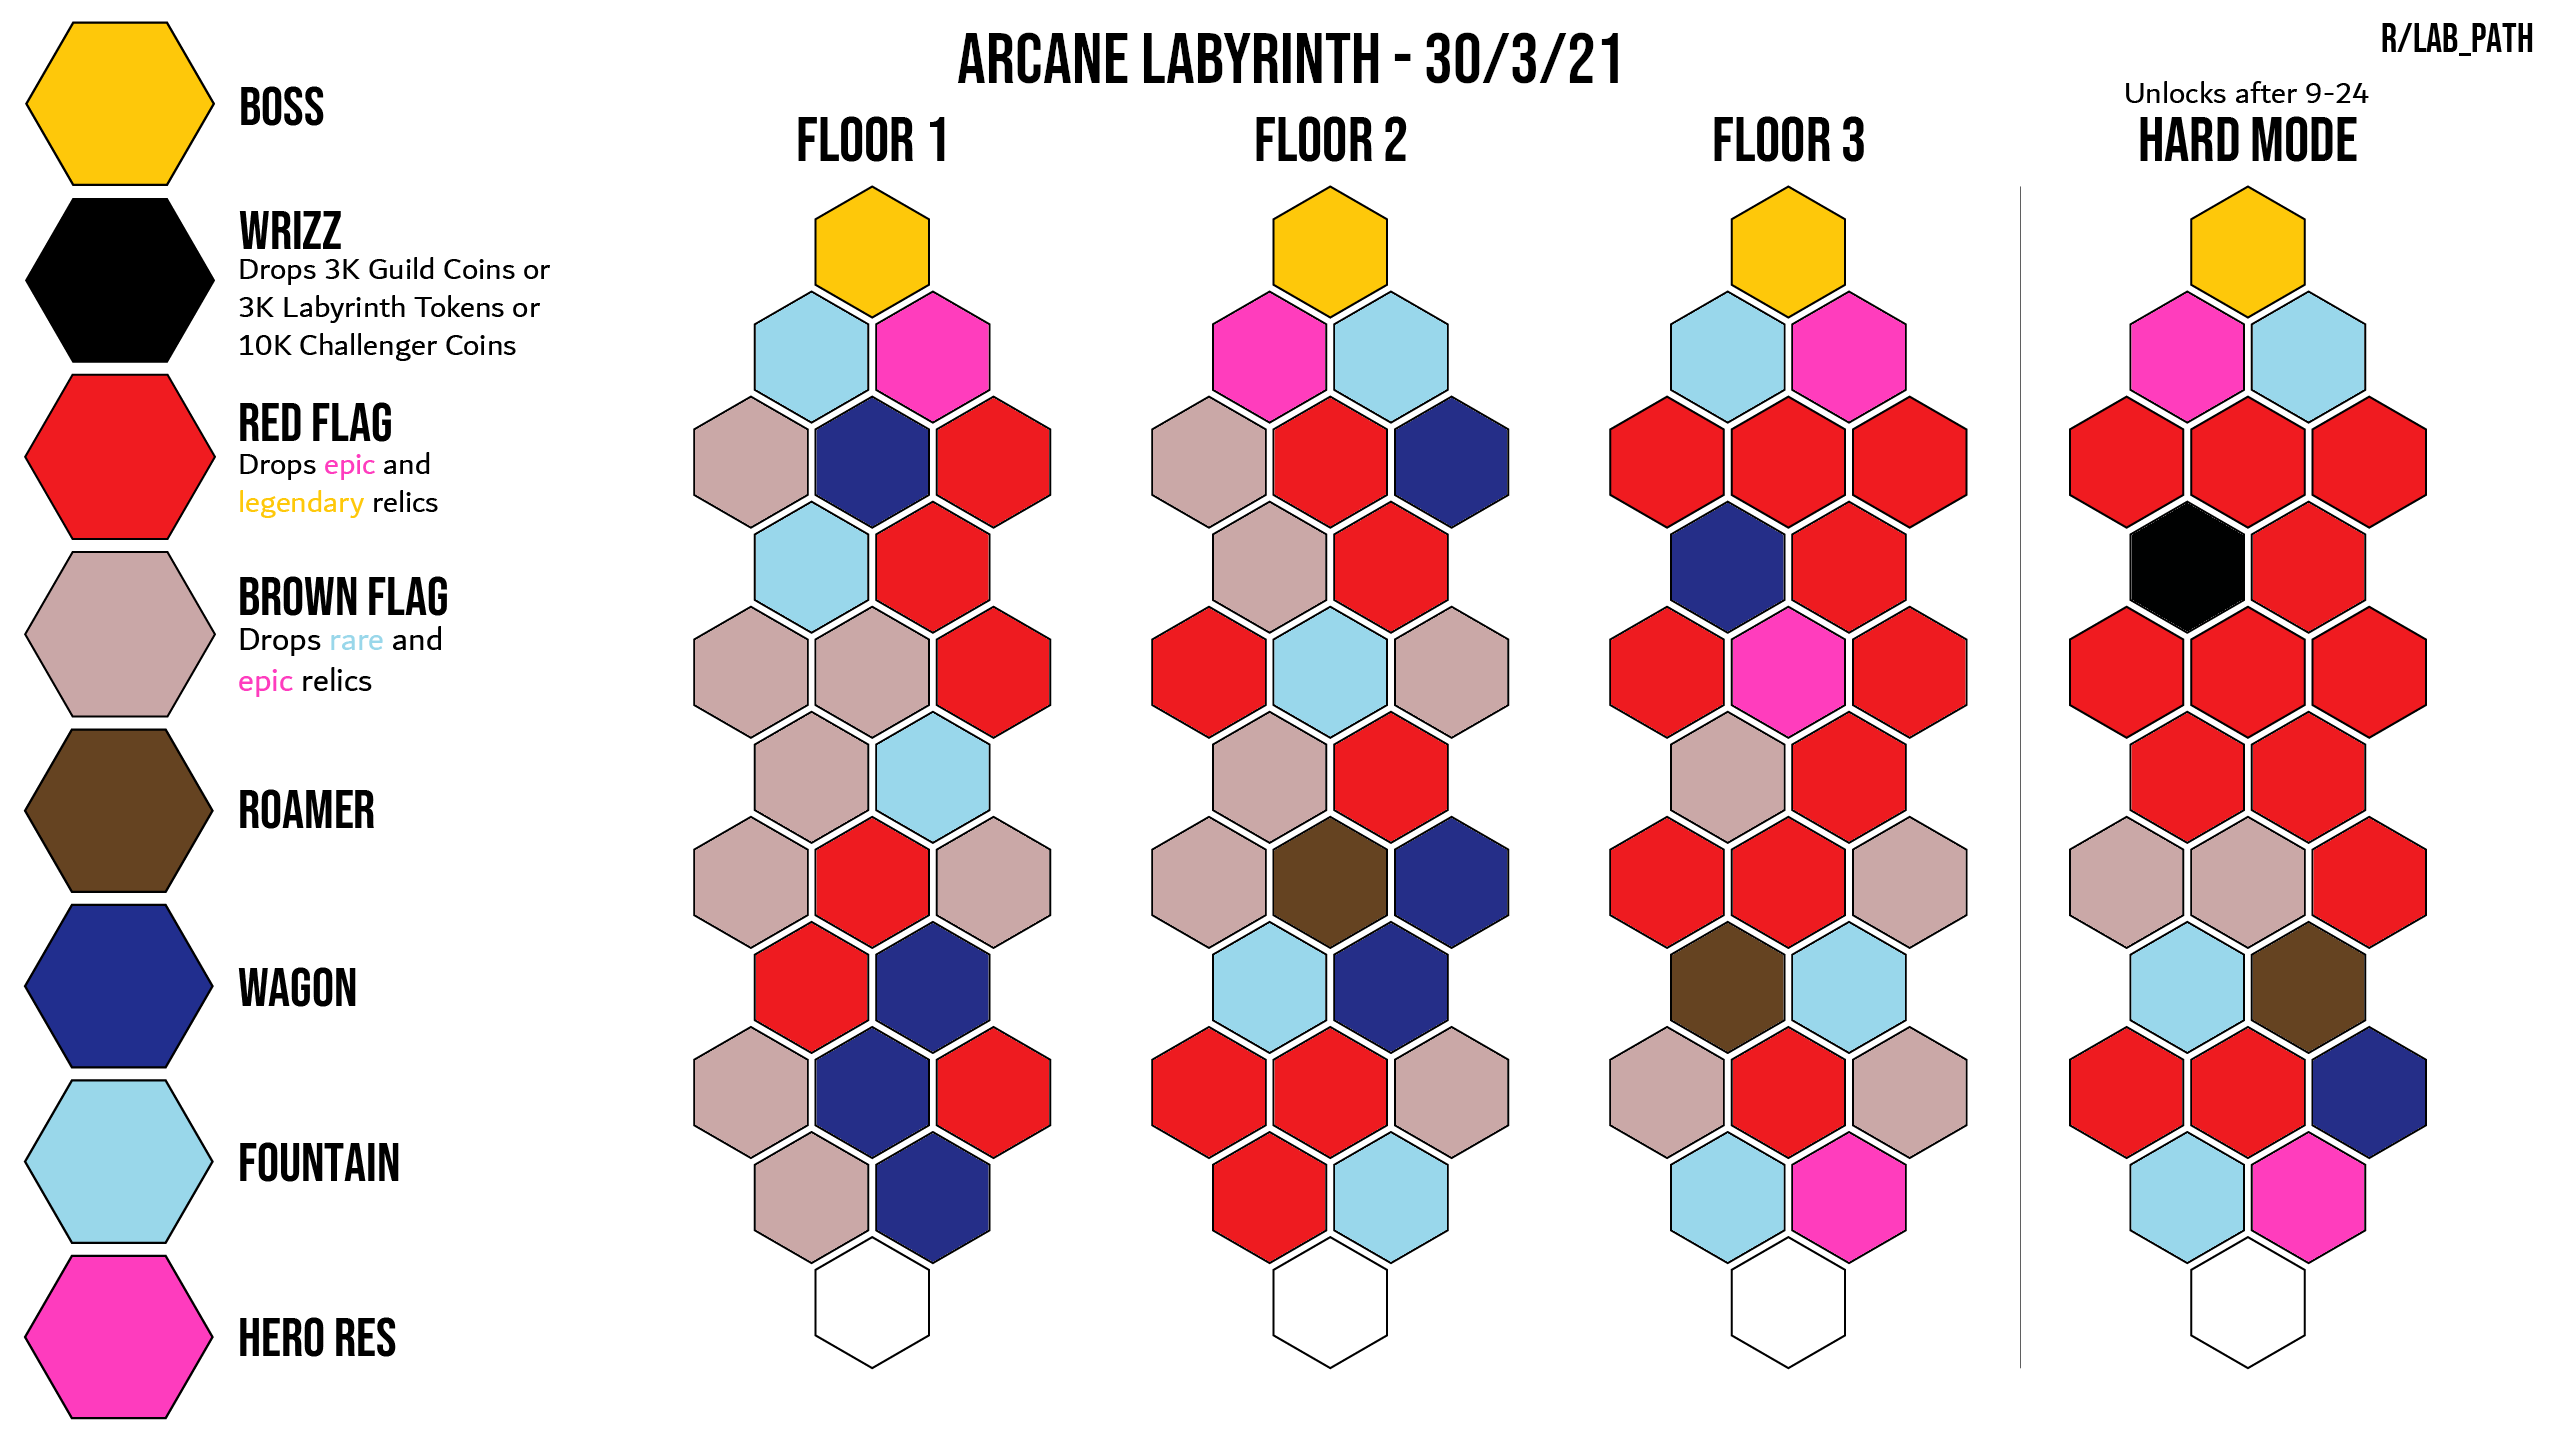 ARCANE LABYRINTH - 30/3/21
R/LAB_PATH
BOSS
WRIZZ
Drops 3K Guild Coins or
3K Labyrinth Tokens or
10K Challenger Coins
RED FLAG
Drops epic and
legendary relics
BROWN FLAG
Drops rare and
epic relics
ROAMER
WAGON
FOUNTAIN
HERO RES
FLOOR 1
FLOOR 2
FLOOR 3
Unlocks after 9-24
HARD MODE